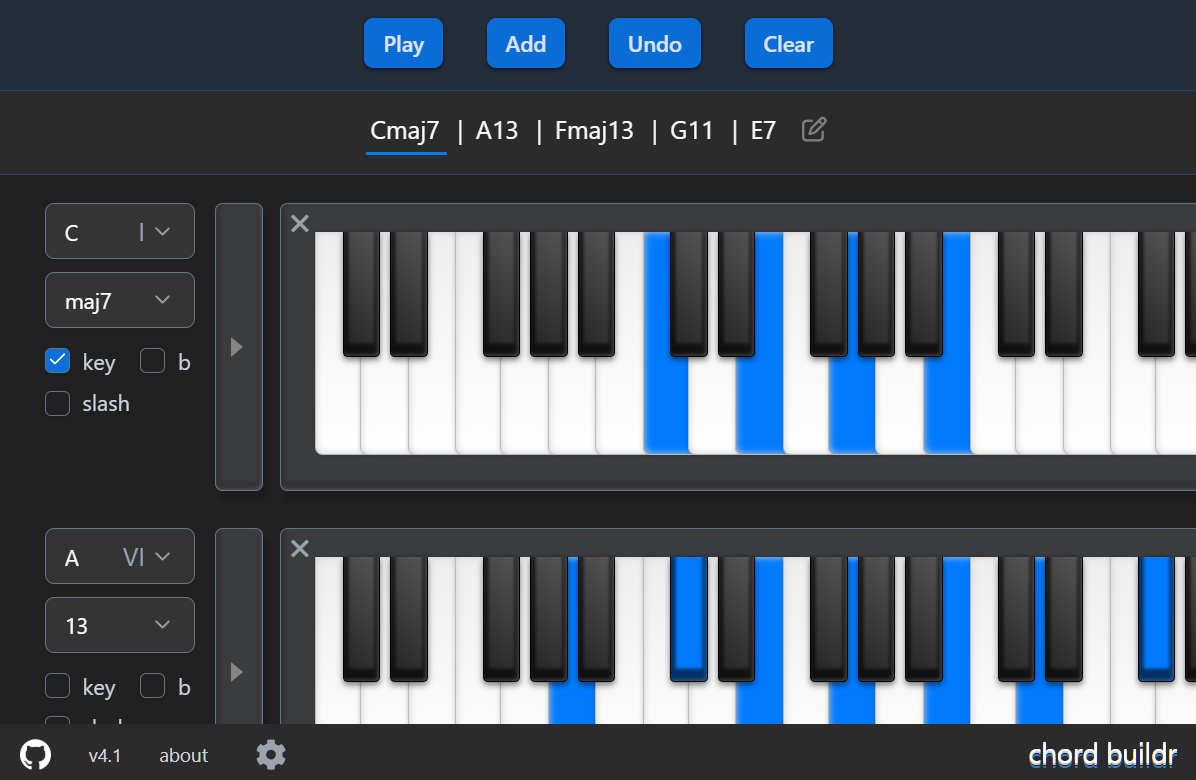 Play Add Undo Clear
Cmaj7 | A13 | Fmaj13 | G11 | E7
C I
maj7
key b
slash
A VI
13
key b
v4.1 about chord buildr